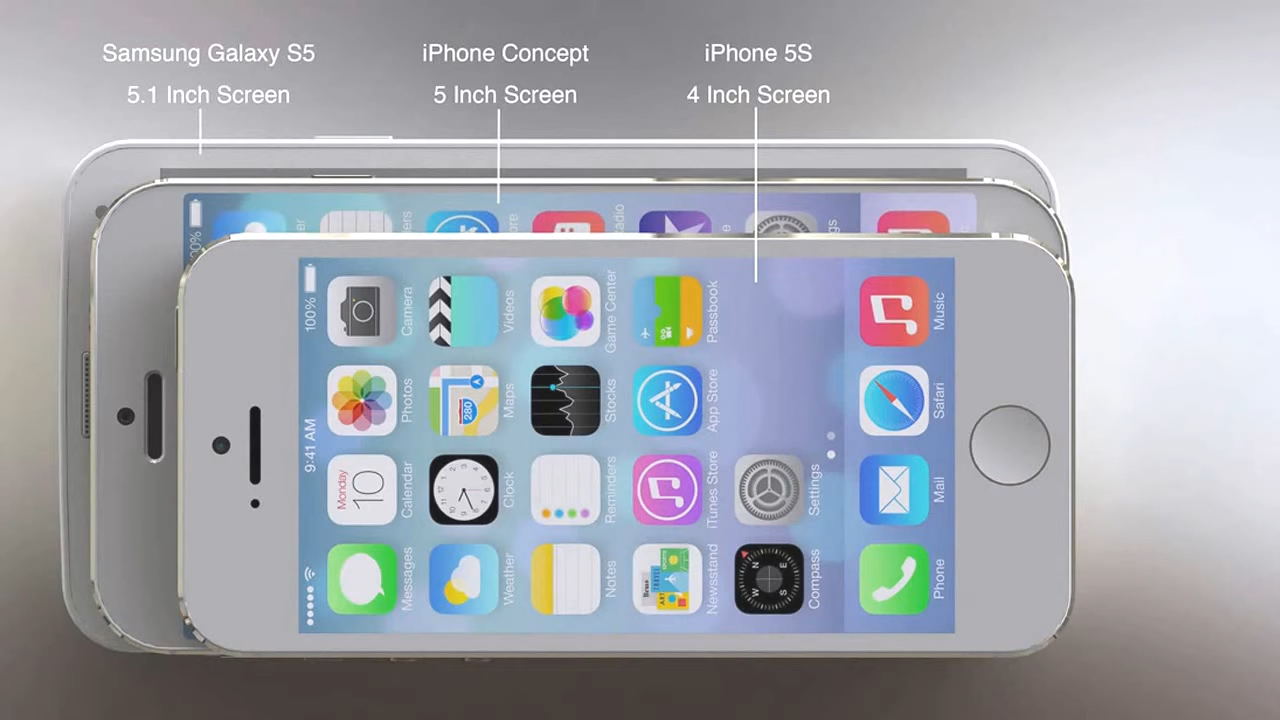 Samsung Galaxy S5
5.1 Inch Screen
iPhone Concept
5 Inch Screen
iPhone 5S
4 Inch Screen
9:41 AM
100%
Messages
Calendar
Photos
Camera
Weather
Clock
Maps
Videos
Notes
Reminders
Stocks
Game Center
Newsstand
iTunes Store
App Store
Passbook
Compass
Settings
Phone
Mail
Safari
Music
Monday
10
280